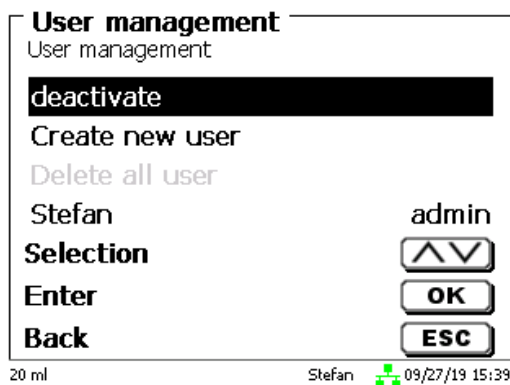 User management
User management
deactivate
Create new user
Delete all user
Stefan admin
Selection
Enter OK
Back ESC
20 ml Stefan 09/27/19 15:39